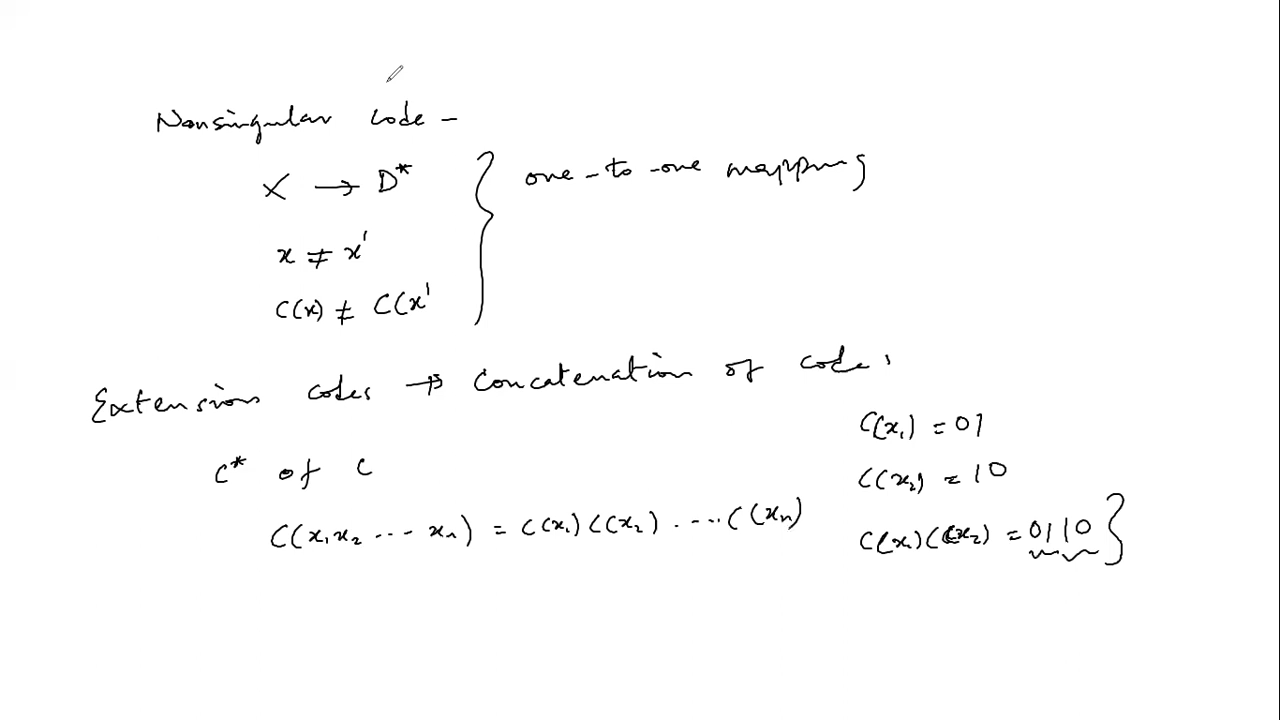 Nonsingular code -
X → D* } one-to-one mapping
x ≠ x'
C(x) ≠ C(x'
Extension codes → Concatenation of code.
C(x₁) = 01
C* of C
C(x₂) = 10
C(x₁x₂ ... xₙ) = C(x₁)C(x₂) .... C(xₙ)
C(x₁)C(x₂) = 0110 }